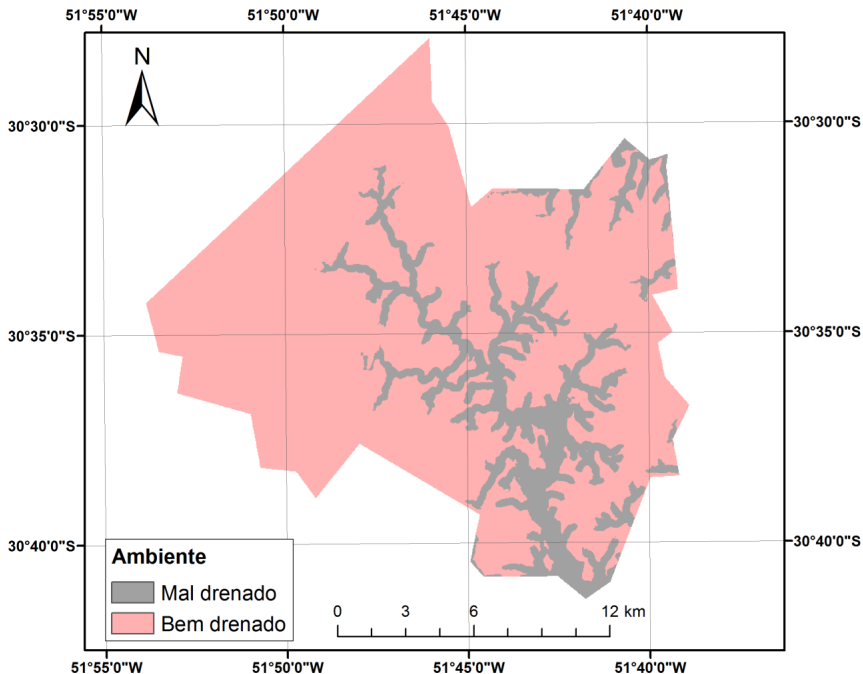 51°55'0"W 51°50'0"W 51°45'0"W 51°40'0"W
N
30°30'0"S 30°30'0"S
30°35'0"S 30°35'0"S
30°40'0"S 30°40'0"S
Ambiente
Mal drenado
Bem drenado
0 3 6 12 km
51°55'0"W 51°50'0"W 51°45'0"W 51°40'0"W